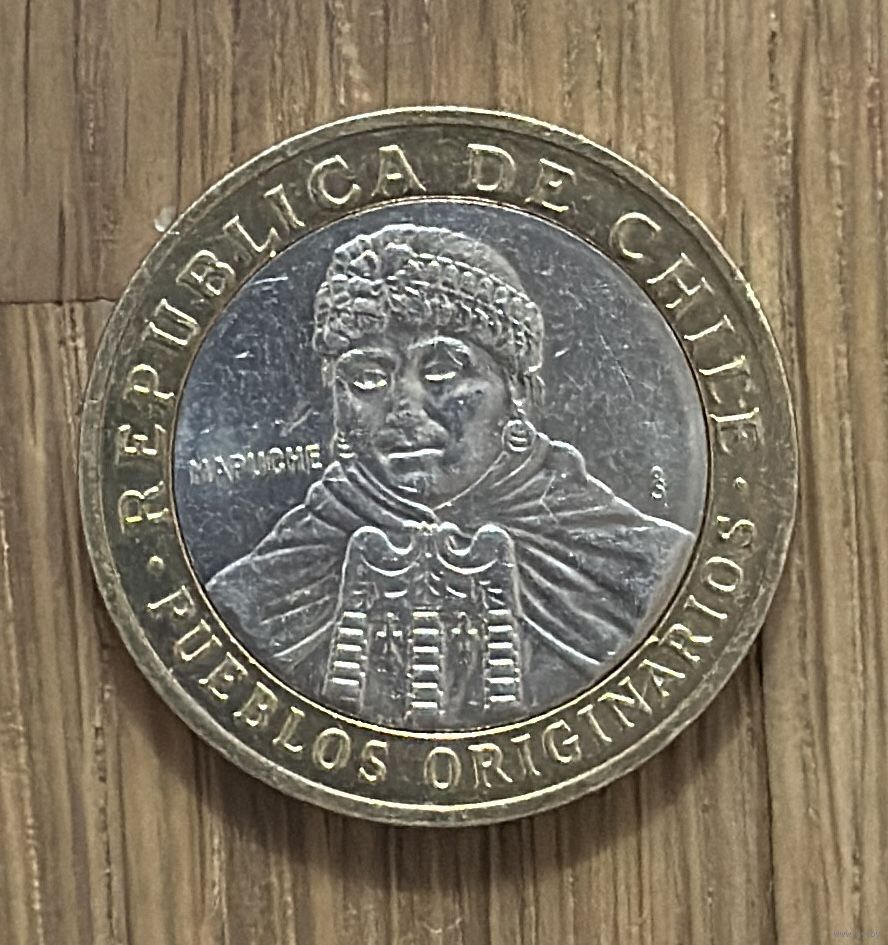 REPUBLICA DE CHILE
MAPUCHE
PUEBLOS ORIGINARIOS